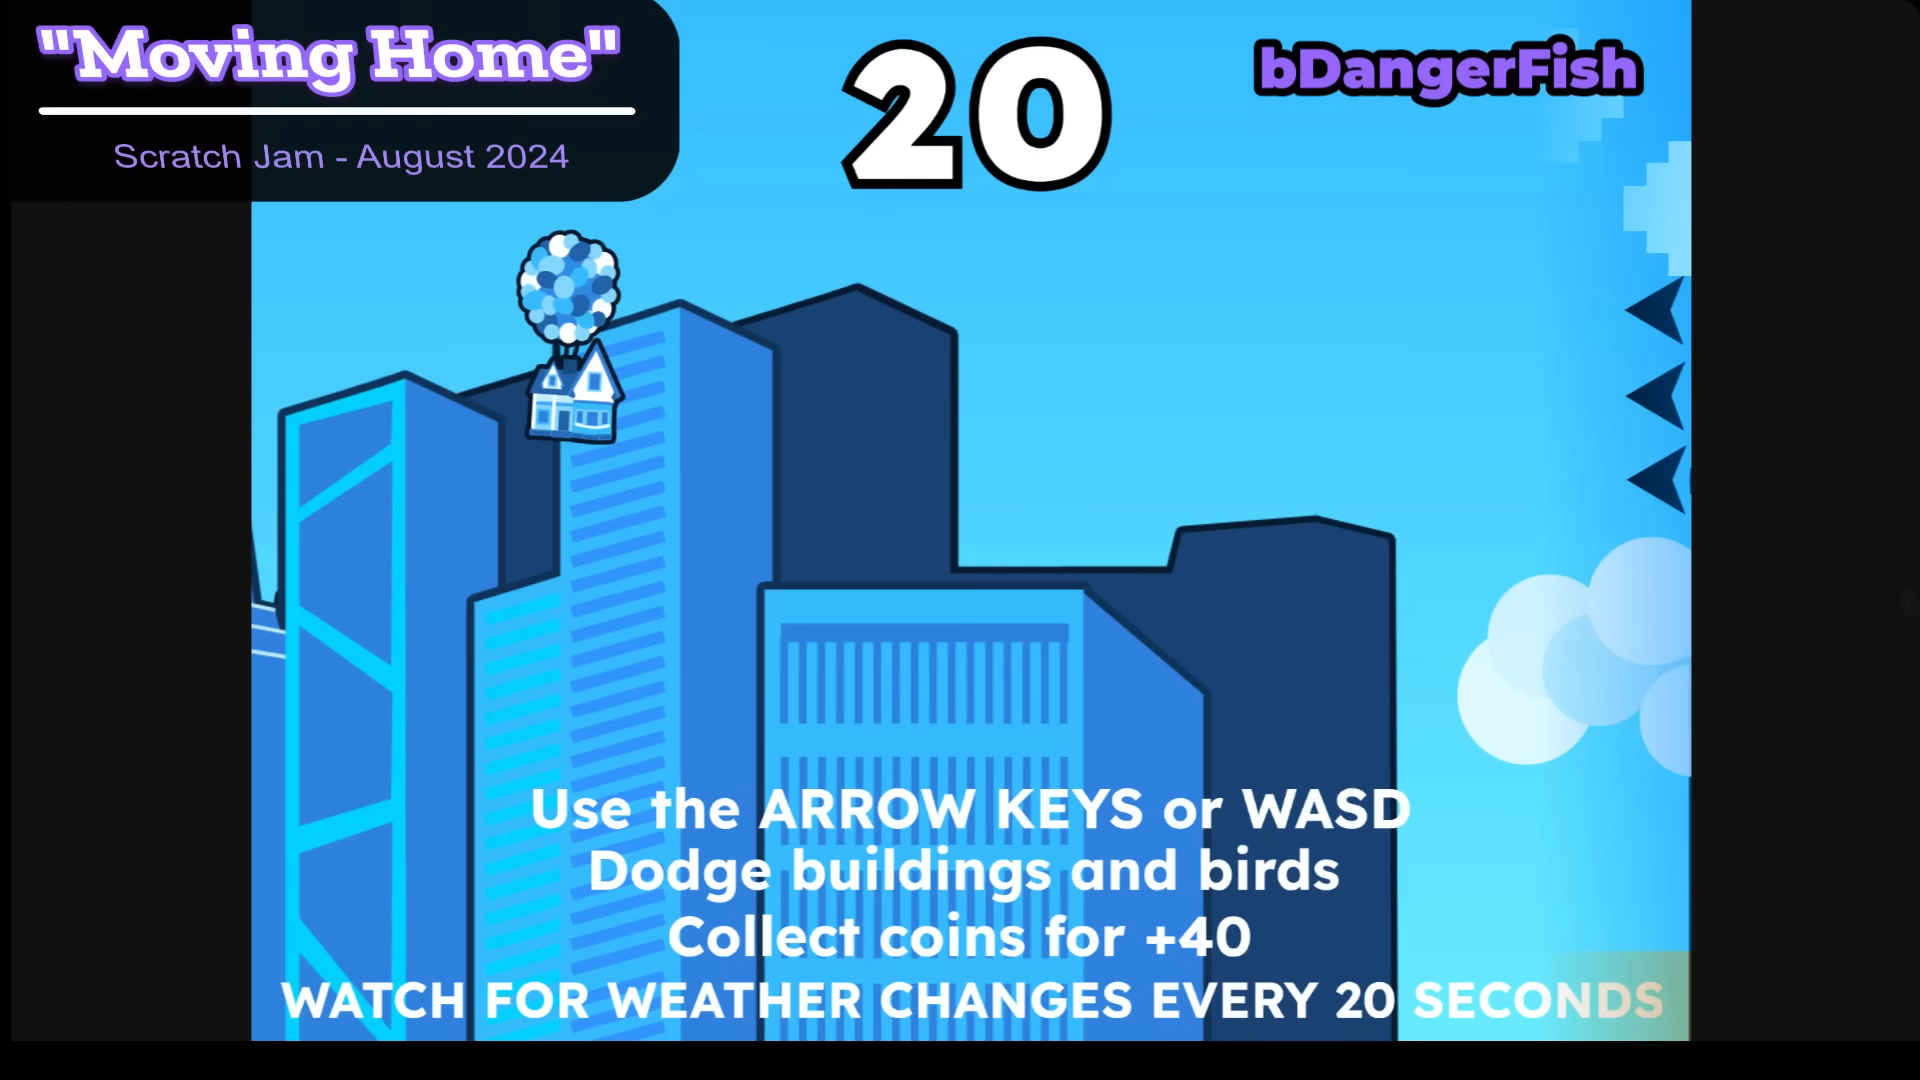 "Moving Home"
Scratch Jam - August 2024
20
bDangerFish
Use the ARROW KEYS or WASD
Dodge buildings and birds
Collect coins for +40
WATCH FOR WEATHER CHANGES EVERY 20 SECONDS